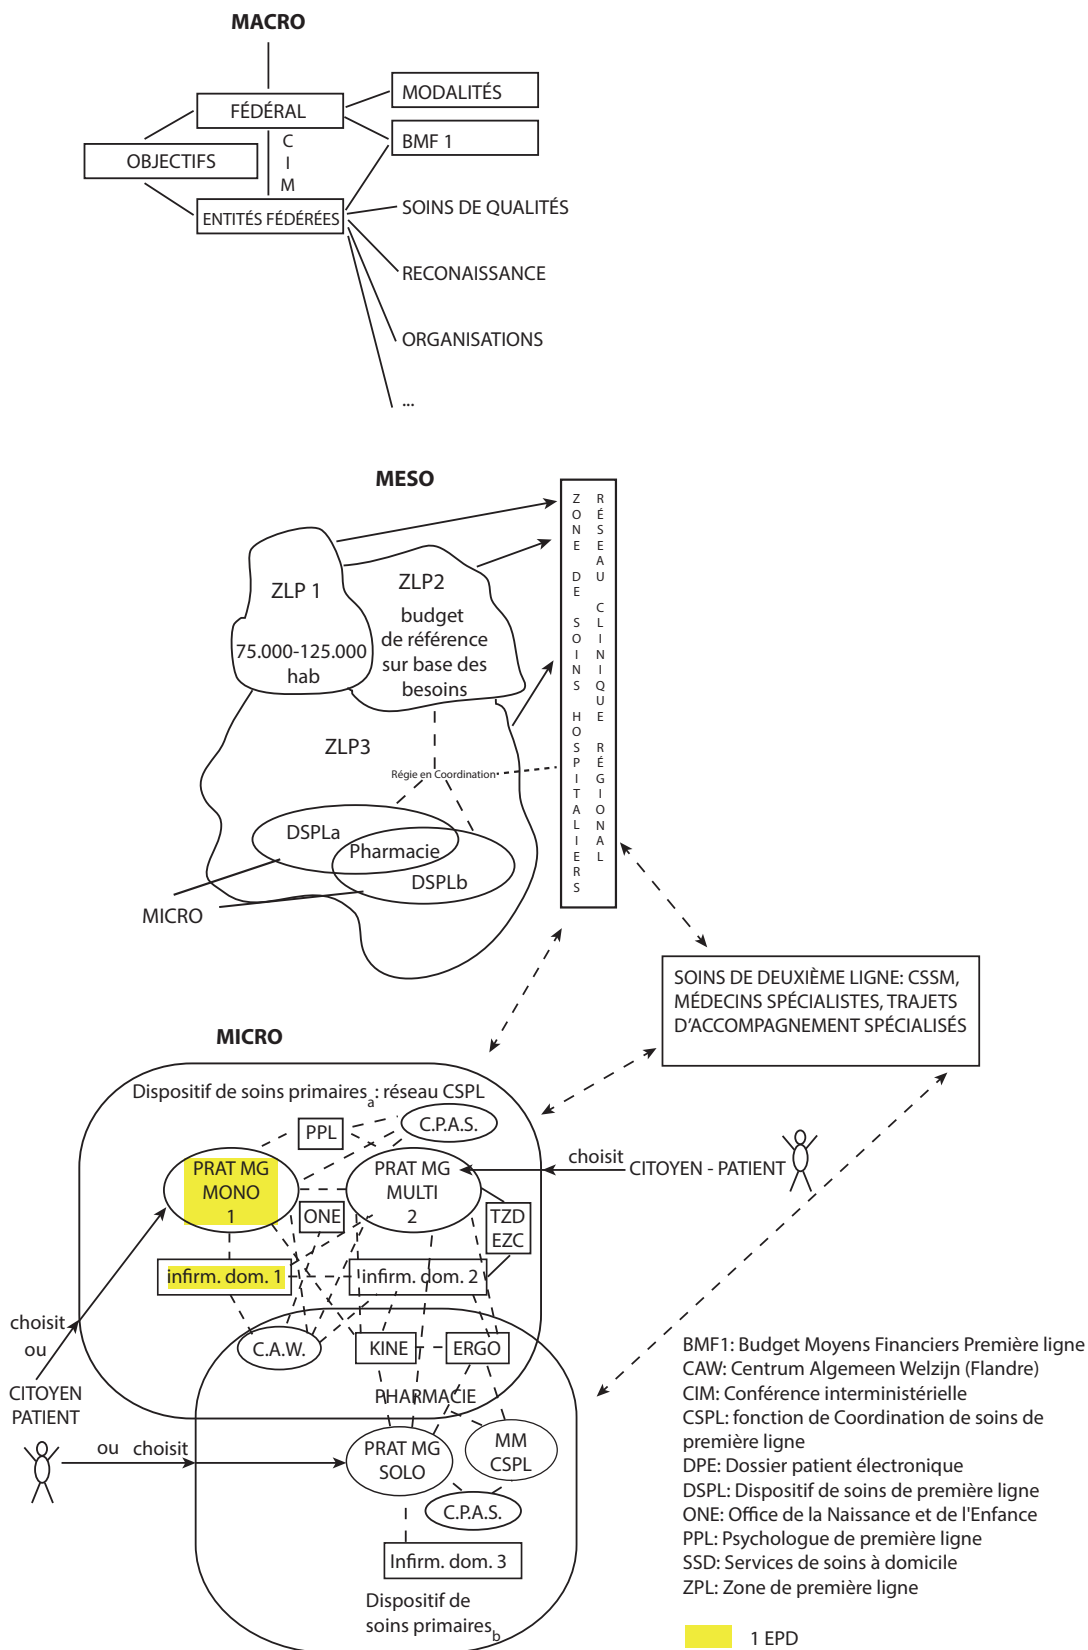 MACRO
FÉDÉRAL
MODALITÉS
BMF 1
OBJECTIFS
C
I
M
ENTITÉS FÉDÉRÉES
SOINS DE QUALITÉS
RECONAISSANCE
ORGANISATIONS
...
MESO
ZLP 1
75.000-125.000
hab
ZLP2
budget
de référence
sur base des
besoins
ZLP3
Régie en Coordination
DSPLa
Pharmacie
DSPLb
MICRO
ZONE DE SOINS HOSPITALIERS
RÉSEAU CLINIQUE RÉGIONAL
SOINS DE DEUXIÈME LIGNE: CSSM,
MÉDECINS SPÉCIALISTES, TRAJETS
D'ACCOMPAGNEMENT SPÉCIALISÉS
MICRO
Dispositif de soins primaires a: réseau CSPL
PPL
C.P.A.S.
PRAT MG
MONO
1
PRAT MG
MULTI
2
ONE
TZD
EZC
choisit
CITOYEN - PATIENT
infirm. dom. 1
infirm. dom. 2
C.A.W.
KINE
ERGO
PHARMACIE
choisit
ou
CITOYEN
PATIENT
ou choisit
PRAT MG
SOLO
MM
CSPL
C.P.A.S.
Infirm. dom. 3
Dispositif de
soins primaires b
BMF1: Budget Moyens Financiers Première ligne
CAW: Centrum Algemeen Welzijn (Flandre)
CIM: Conférence interministérielle
CSPL: fonction de Coordination de soins de
première ligne
DPE: Dossier patient électronique
DSPL: Dispositif de soins de première ligne
ONE: Office de la Naissance et de l'Enfance
PPL: Psychologue de première ligne
SSD: Services de soins à domicile
ZPL: Zone de première ligne
1 EPD